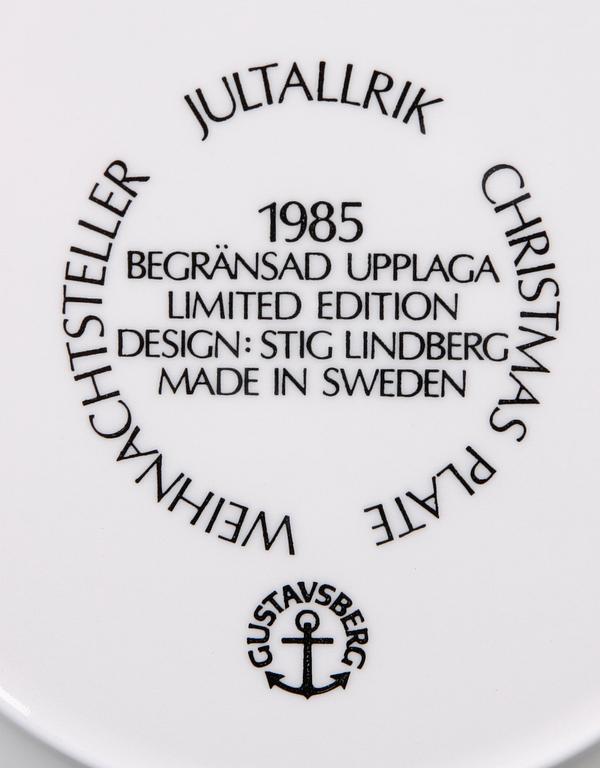 JULTALLRIK
CHRISTMAS PLATE
WEIHNACHTSTELLER
1985
BEGRÄNSAD UPPLAGA
LIMITED EDITION
DESIGN: STIG LINDBERG
MADE IN SWEDEN
GUSTAVSBERG